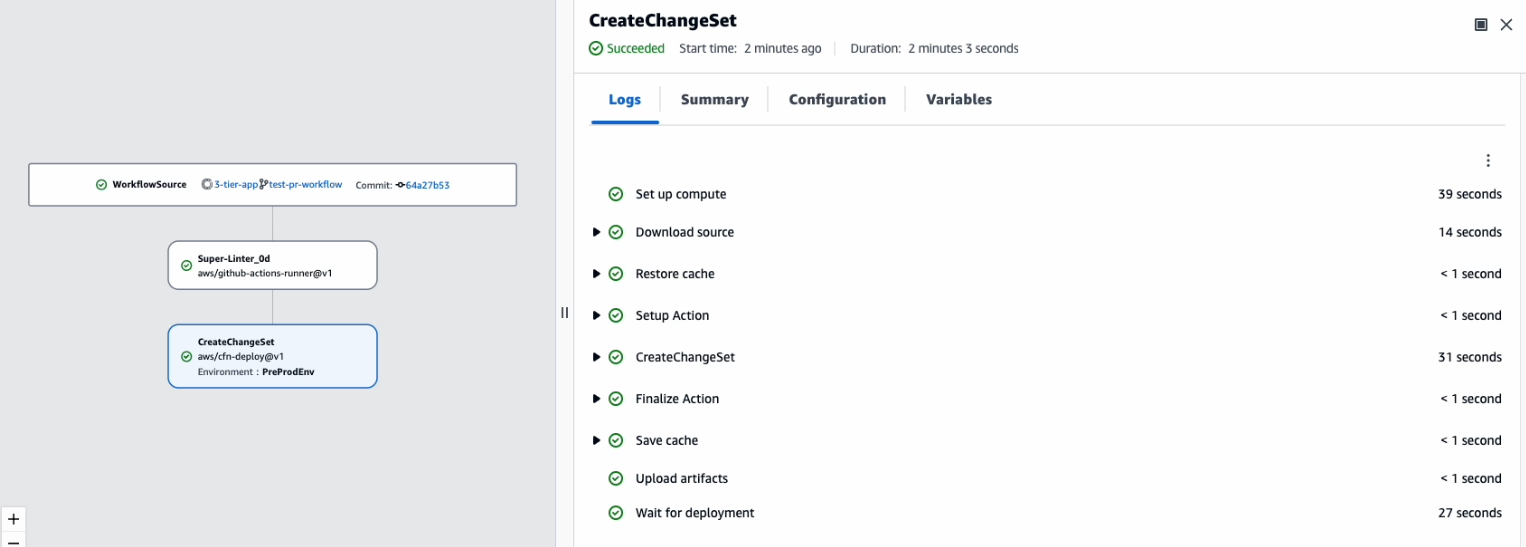 WorkflowSource 3-tier-app test-pr-workflow Commit: 64a27b53
Super-Linter_0d
aws/github-actions-runner@v1
CreateChangeSet
aws/cfn-deploy@v1
Environment : PreProdEnv
+
−
CreateChangeSet
Succeeded Start time: 2 minutes ago Duration: 2 minutes 3 seconds
Logs Summary Configuration Variables
Set up compute 39 seconds
Download source 14 seconds
Restore cache < 1 second
Setup Action < 1 second
CreateChangeSet 31 seconds
Finalize Action < 1 second
Save cache < 1 second
Upload artifacts < 1 second
Wait for deployment 27 seconds